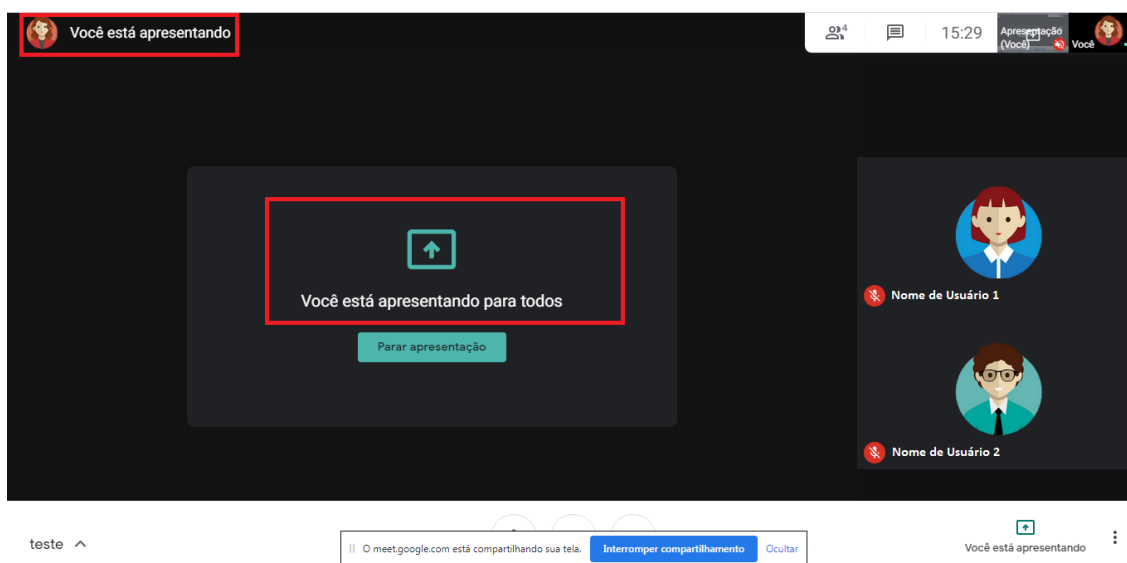 Você está apresentando
4
15:29
Apresentação
(Você)
Você
Você está apresentando para todos
Parar apresentação
Nome de Usuário 1
Nome de Usuário 2
teste
O meet.google.com está compartilhando sua tela.
Interromper compartilhamento
Ocultar
Você está apresentando